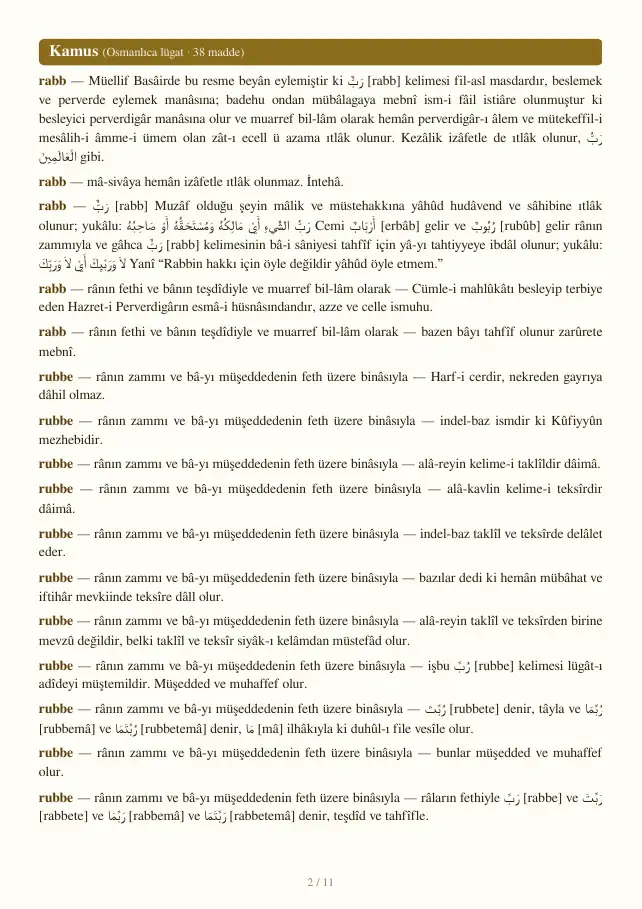 Kamus (Osmanlıca lügat · 38 madde)
rabb — Müellif Basâirde bu resme beyân eylemiştir ki رَبٌّ [rabb] kelimesi fil-asl masdardır, beslemek
ve perverde eylemek manâsına; badehu ondan mübâlagaya mebnî ism-i fâil istiâre olunmuştur ki
besleyici perverdigâr manâsına olur ve muarref bil-lâm olarak hemân perverdigâr-ı âlem ve mütekeffil-i
mesâlih-i âmme-i ümem olan zât-ı ecell ü azama ıtlâk olunur. Kezâlik izafetle de ıtlâk olunur, رَبُّ
الْعَالَمِينَ gibi.
rabb — mâ-sivâya hemân izâfetle ıtlak olunmaz. İntehâ.
rabb — رَبٌّ [rabb] Muzâf olduğu şeyin mâlik ve müstehakkına yâhûd hudâvend ve sâhibine ıtlâk
olunur; yukâlu: رَبُّ الشَّيءِ أَيْ مَالِكُهُ وَمُسْتَحَقُّهُ أَوْ صَاحِبُهُ Cemi أَرْبَابٌ [erbâb] gelir ve رُبُوبٌ [rubûb] gelir rânın
zammıyla ve gâhca رَبٌّ [rabb] kelimesinin bâ-i sâniyesi tahfîf için yâ-yı tahtiyyeye ibdâl olunur; yukâlu:
لاَ وَرَبْيِكَ أَيْ لاَ وَرَبِّكَ Yanî “Rabbin hakkı için öyle değildir yâhûd öyle etmem.”
rabb — rânın fethi ve bânın teşdîdiyle ve muarref bil-lâm olarak — Cümle-i mahlûkâtı besleyip terbiye
eden Hazret-i Perverdigârın esmâ-i hüsnâsındandır, azze ve celle ismuhu.
rabb — rânın fethi ve bânın teşdîdiyle ve muarref bil-lâm olarak — bazen bâyı tahfîf olunur zarûrete
mebnî.
rubbe — rânın zammı ve bâ-yı müşeddedenin feth üzere binâsıyla — Harf-i cerdir, nekreden gayrıya
dâhil olmaz.
rubbe — rânın zammı ve bâ-yı müşeddedenin feth üzere binâsıyla — indel-baz ismdir ki Kûfiyyûn
mezhebidir.
rubbe — rânın zammı ve bâ-yı müşeddedenin feth üzere binâsıyla — alâ-reyin kelime-i taklîldir dâimâ.
rubbe — rânın zammı ve bâ-yı müşeddedenin feth üzere binâsıyla — alâ-kavlin kelime-i teksîrdir
dâimâ.
rubbe — rânın zammı ve bâ-yı müşeddedenin feth üzere binâsıyla — indel-baz taklîl ve teksîrde delâlet
eder.
rubbe — rânın zammı ve bâ-yı müşeddedenin feth üzere binâsıyla — bazılar dedi ki hemân mübâhat ve
iftihâr mevkiinde teksîre dâll olur.
rubbe — rânın zammı ve bâ-yı müşeddedenin feth üzere binâsıyla — alâ-reyin taklîl ve teksîrden birine
mevzû değildir, belki taklîl ve teksîr siyâk-ı kelâmdan müstefâd olur.
rubbe — rânın zammı ve bâ-yı müşeddedenin feth üzere binâsıyla — işbu رُبَّ [rubbe] kelimesi lügât-ı
adîdeyi müştemildir. Müşedded ve muhaffef olur.
rubbe — rânın zammı ve bâ-yı müşeddedenin feth üzere binâsıyla — رُبَّت [rubbete] denir, tâyla ve رُبَّمَا
[rubbemâ] ve رُبَّتَمَا [rubbetemâ] denir, مَا [mâ] ilhâkıyla ki duhûl-ı file vesîle olur.
rubbe — rânın zammı ve bâ-yı müşeddedenin feth üzere binâsıyla — bunlar müşedded ve muhaffef
olur.
rubbe — rânın zammı ve bâ-yı müşeddedenin feth üzere binâsıyla — râların fethiyle رَبَّ [rabbe] ve رَبَّتَ
[rabbete] ve رَبَّمَا [rabbemâ] ve رَبَّتَمَا [rabbetemâ] denir, teşdîd ve tahfîfle.
2 / 11